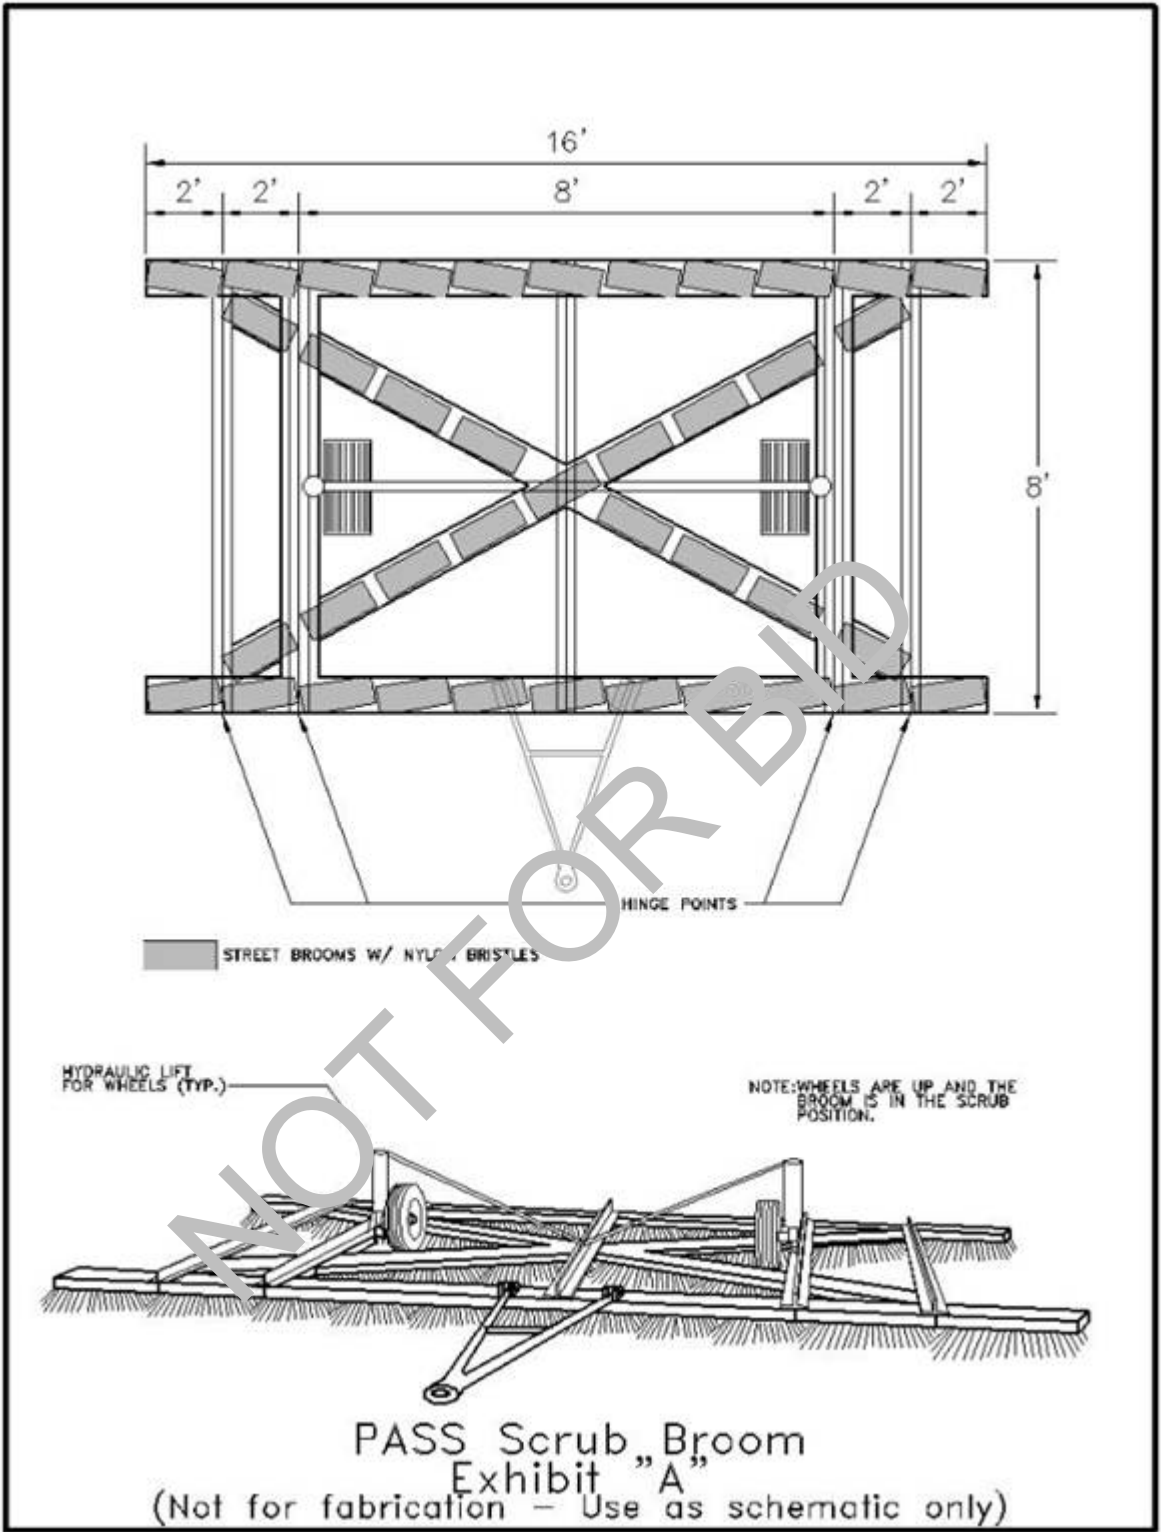 16'
2' 2' 8' 2' 2'
8'
HINGE POINTS
STREET BROOMS W/ NYLON BRISTLES
HYDRAULIC LIFT
FOR WHEELS (TYP.)
NOTE: WHEELS ARE UP AND THE
BROOM IS IN THE SCRUB
POSITION.
NOT FOR BID
PASS Scrub Broom
Exhibit "A"
(Not for fabrication – Use as schematic only)